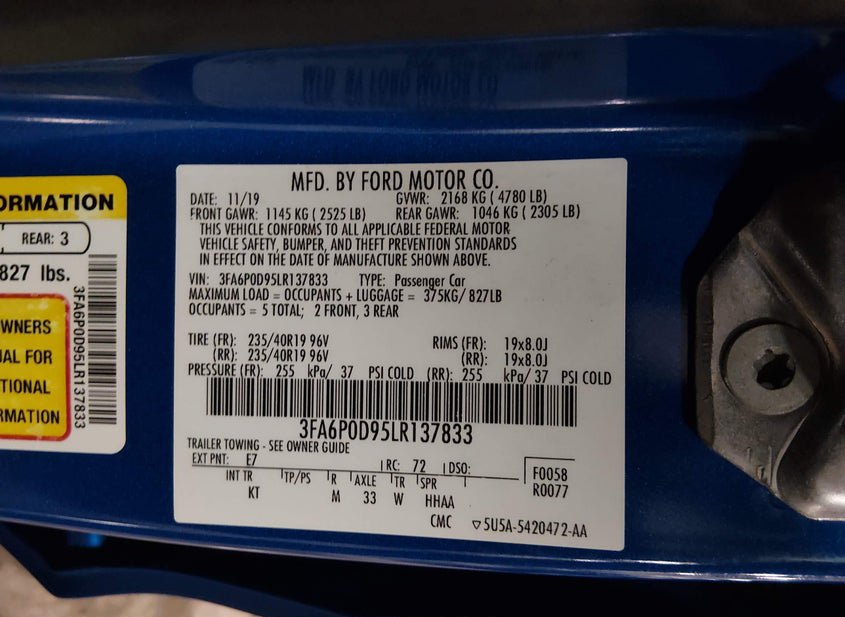 ORMATION
REAR: 3
827 lbs.
WNERS
UAL FOR
TIONAL
RMATION
3FA6P0D95LR137833
MFD. BY FORD MOTOR CO.
DATE: 11/19 GVWR: 2168 KG ( 4780 LB)
FRONT GAWR: 1145 KG ( 2525 LB) REAR GAWR: 1046 KG ( 2305 LB)
THIS VEHICLE CONFORMS TO ALL APPLICABLE FEDERAL MOTOR
VEHICLE SAFETY, BUMPER, AND THEFT PREVENTION STANDARDS
IN EFFECT ON THE DATE OF MANUFACTURE SHOWN ABOVE.
VIN: 3FA6P0D95LR137833 TYPE: Passenger Car
MAXIMUM LOAD = OCCUPANTS + LUGGAGE = 375KG/ 827LB
OCCUPANTS = 5 TOTAL; 2 FRONT, 3 REAR
TIRE (FR): 235/40R19 96V RIMS (FR): 19x8.0J
(RR): 235/40R19 96V (RR): 19x8.0J
PRESSURE (FR): 255 kPa/ 37 PSI COLD (RR): 255 kPa/ 37 PSI COLD
3FA6P0D95LR137833
TRAILER TOWING - SEE OWNER GUIDE
EXT PNT: E7 RC: 72 DSO: F0058
INT TR TP/PS R AXLE TR SPR R0077
KT M 33 W HHAA
CMC ▽5U5A-5420472-AA